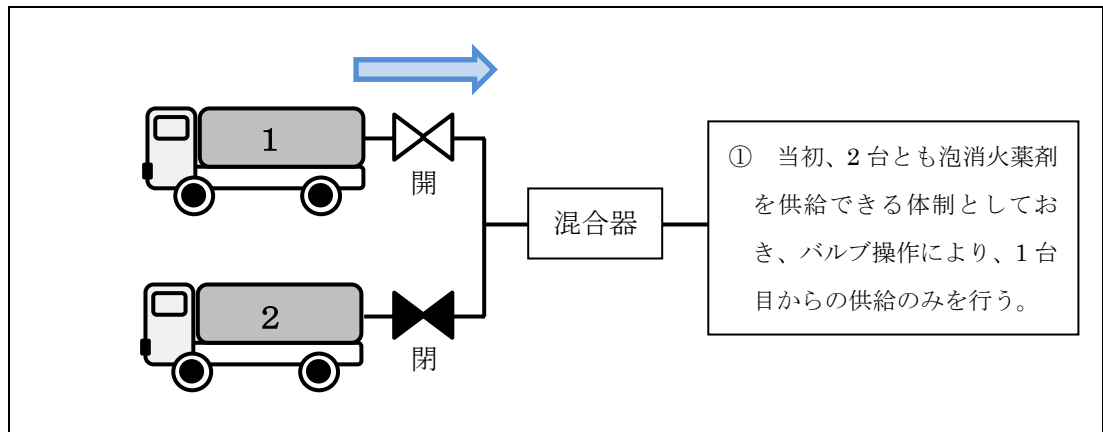 1
開
2
閉
混合器
① 当初、2台とも泡消火薬剤
を供給できる体制としてお
き、バルブ操作により、1台
目からの供給のみを行う。